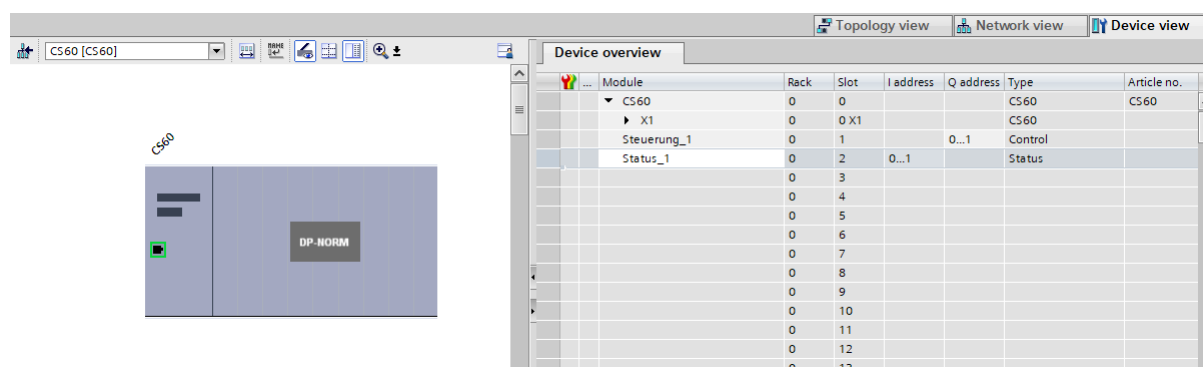 Topology view Network view Device view
CS60 [CS60]
Device overview
... Module Rack Slot I address Q address Type Article no.
CS60 0 0 CS60 CS60
X1 0 0 X1 CS60
Steuerung_1 0 1 0...1 Control
Status_1 0 2 0...1 Status
0 3
0 4
0 5
0 6
0 7
0 8
0 9
0 10
0 11
0 12
CS60
DP-NORM